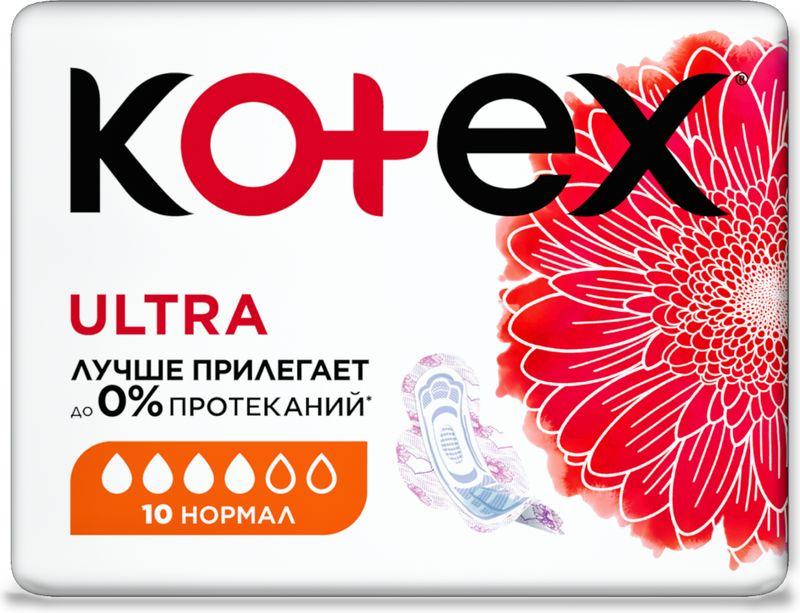 Kotex®
ULTRA
ЛУЧШЕ ПРИЛЕГАЕТ
до 0% ПРОТЕКАНИЙ*
10 НОРМАЛ